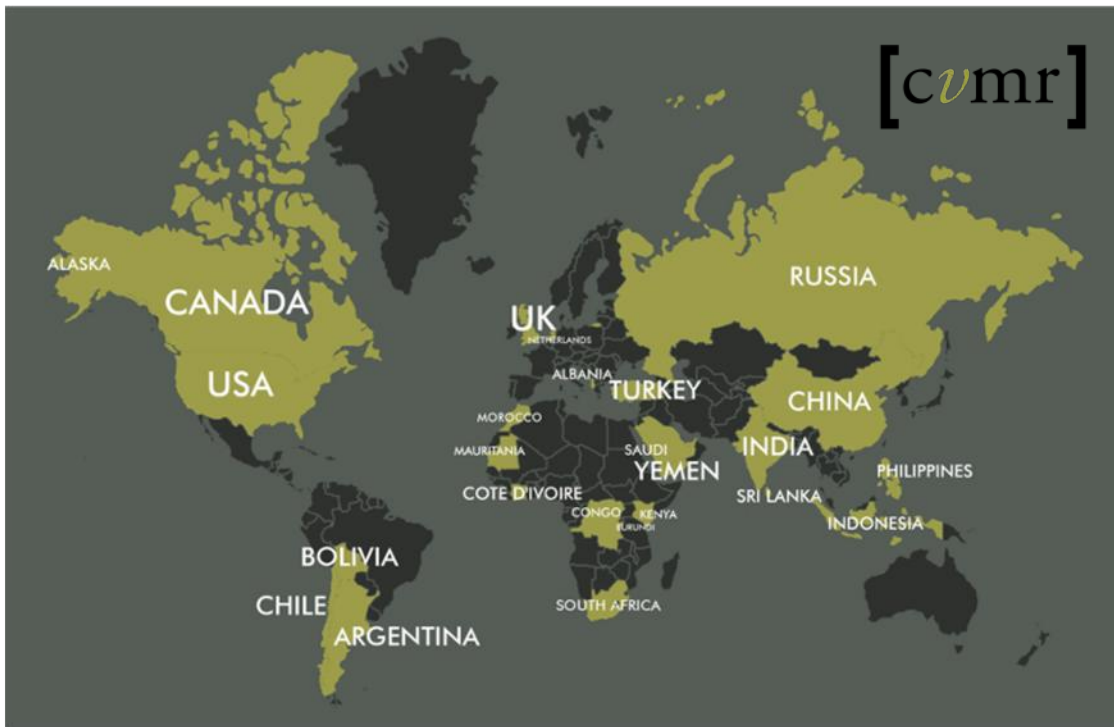 [cvmr]
ALASKA
CANADA
RUSSIA
UK
NETHERLANDS
ALBANIA
TURKEY
USA
CHINA
MOROCCO
MAURITANIA
SAUDI
INDIA
YEMEN
PHILIPPINES
COTE D'IVOIRE
SRI LANKA
CONGO
KENYA
BURUNDI
INDONESIA
BOLIVIA
CHILE
SOUTH AFRICA
ARGENTINA